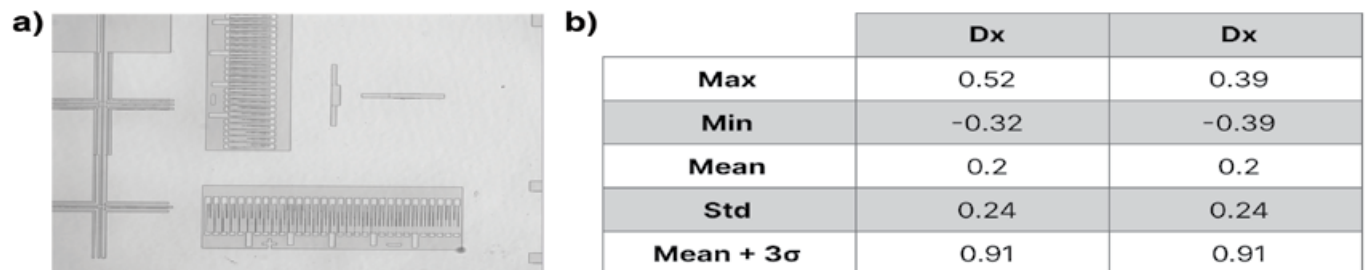 a)
b)
Dx Dx
Max 0.52 0.39
Min -0.32 -0.39
Mean 0.2 0.2
Std 0.24 0.24
Mean + 3σ 0.91 0.91